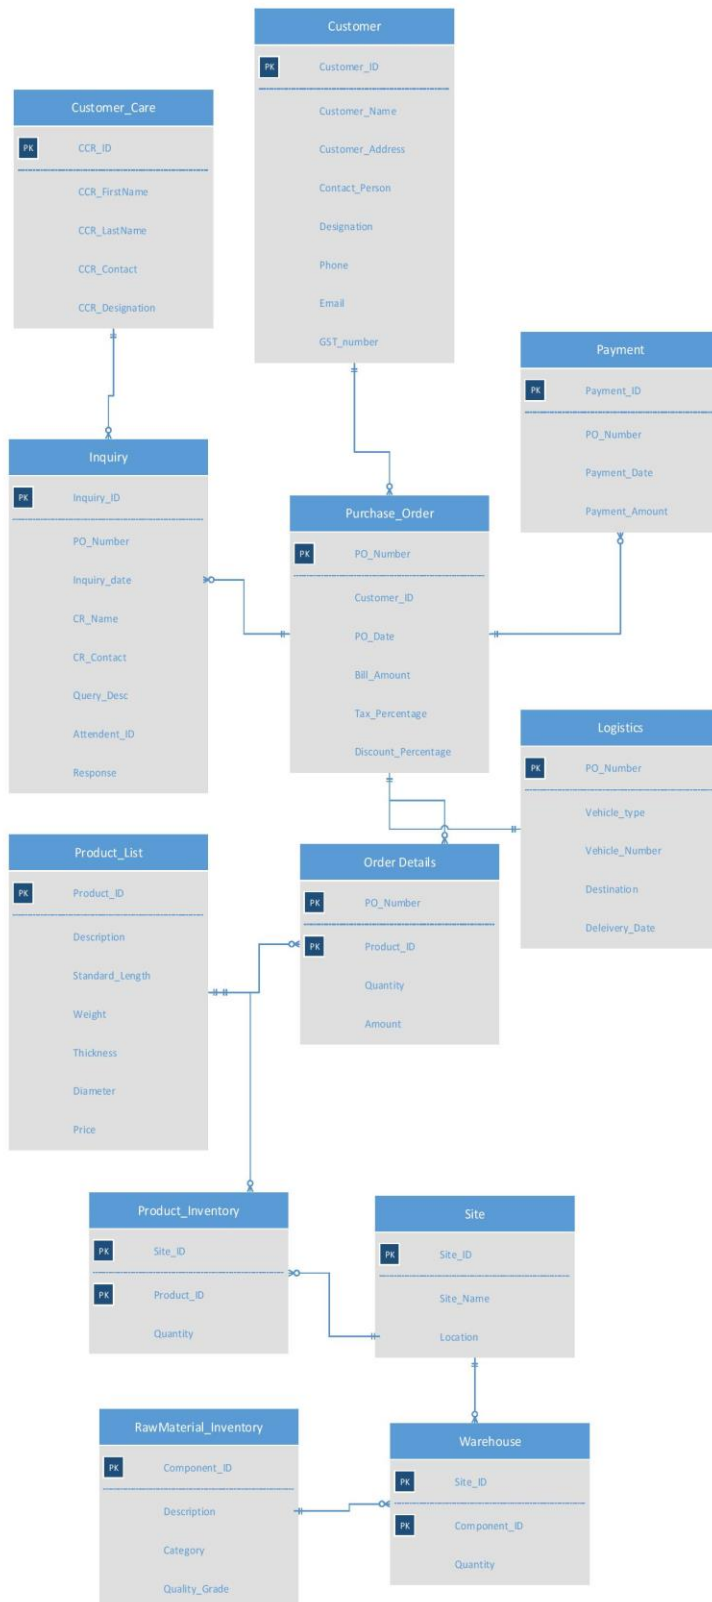 Customer
PK Customer_ID
Customer_Name
Customer_Address
Contact_Person
Designation
Phone
Email
GST_number
Customer_Care
PK CCR_ID
CCR_FirstName
CCR_LastName
CCR_Contact
CCR_Designation
Payment
PK Payment_ID
PO_Number
Payment_Date
Payment_Amount
Inquiry
PK Inquiry_ID
PO_Number
Inquiry_date
CR_Name
CR_Contact
Query_Desc
Attendent_ID
Response
Purchase_Order
PK PO_Number
Customer_ID
PO_Date
Bill_Amount
Tax_Percentage
Discount_Percentage
Logistics
PK PO_Number
Vehicle_type
Vehicle_Number
Destination
Deleivery_Date
Product_List
PK Product_ID
Description
Standard_Length
Weight
Thickness
Diameter
Price
Order Details
PK PO_Number
PK Product_ID
Quantity
Amount
Product_Inventory
PK Site_ID
PK Product_ID
Quantity
Site
PK Site_ID
Site_Name
Location
RawMaterial_Inventory
PK Component_ID
Description
Category
Quality_Grade
Warehouse
PK Site_ID
PK Component_ID
Quantity